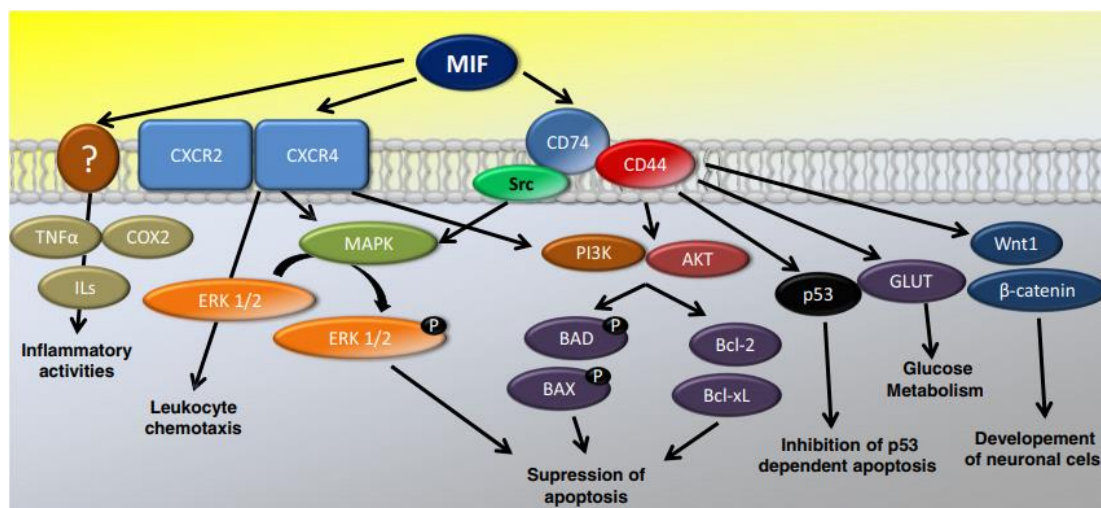 MIF
?
CXCR2
CXCR4
CD74
CD44
Src
TNFα
COX2
MAPK
PI3K
AKT
Wnt1
ILs
ERK 1/2
p53
GLUT
β-catenin
ERK 1/2
P
BAD
P
Bcl-2
BAX
P
Bcl-xL
Inflammatory
activities
Leukocyte
chemotaxis
Supression of
apoptosis
Inhibition of p53
dependent apoptosis
Glucose
Metabolism
Developement
of neuronal cels